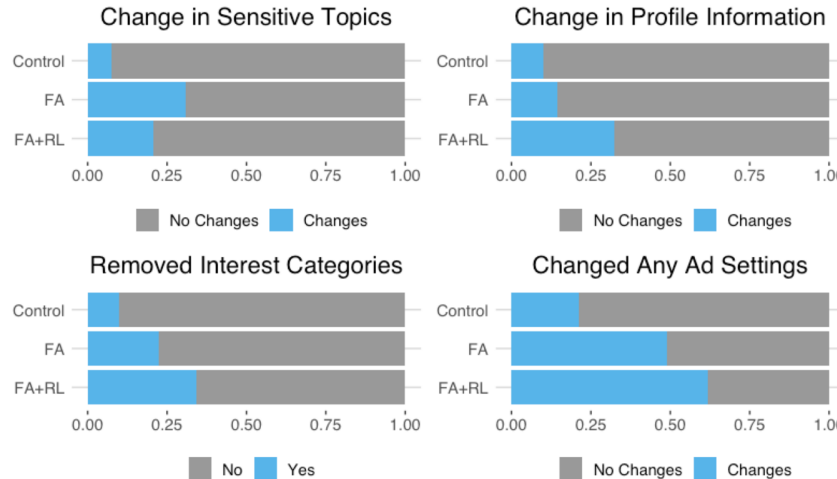 Change in Sensitive Topics
Control
FA
FA+RL
0.00 0.25 0.50 0.75 1.00
No Changes Changes
Change in Profile Information
Control
FA
FA+RL
0.00 0.25 0.50 0.75 1.0
No Changes Changes
Removed Interest Categories
Control
FA
FA+RL
0.00 0.25 0.50 0.75 1.00
No Yes
Changed Any Ad Settings
Control
FA
FA+RL
0.00 0.25 0.50 0.75 1.0
No Changes Changes